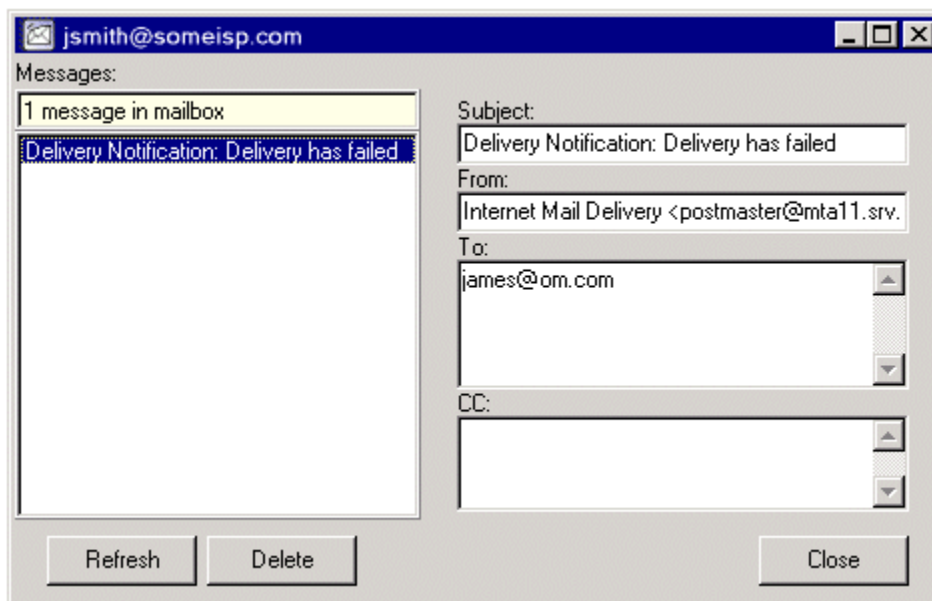 jsmith@someisp.com
Messages:
1 message in mailbox
Delivery Notification: Delivery has failed
Subject:
Delivery Notification: Delivery has failed
From:
Internet Mail Delivery <postmaster@mta11.srv.
To:
james@om.com
CC:
Refresh
Delete
Close